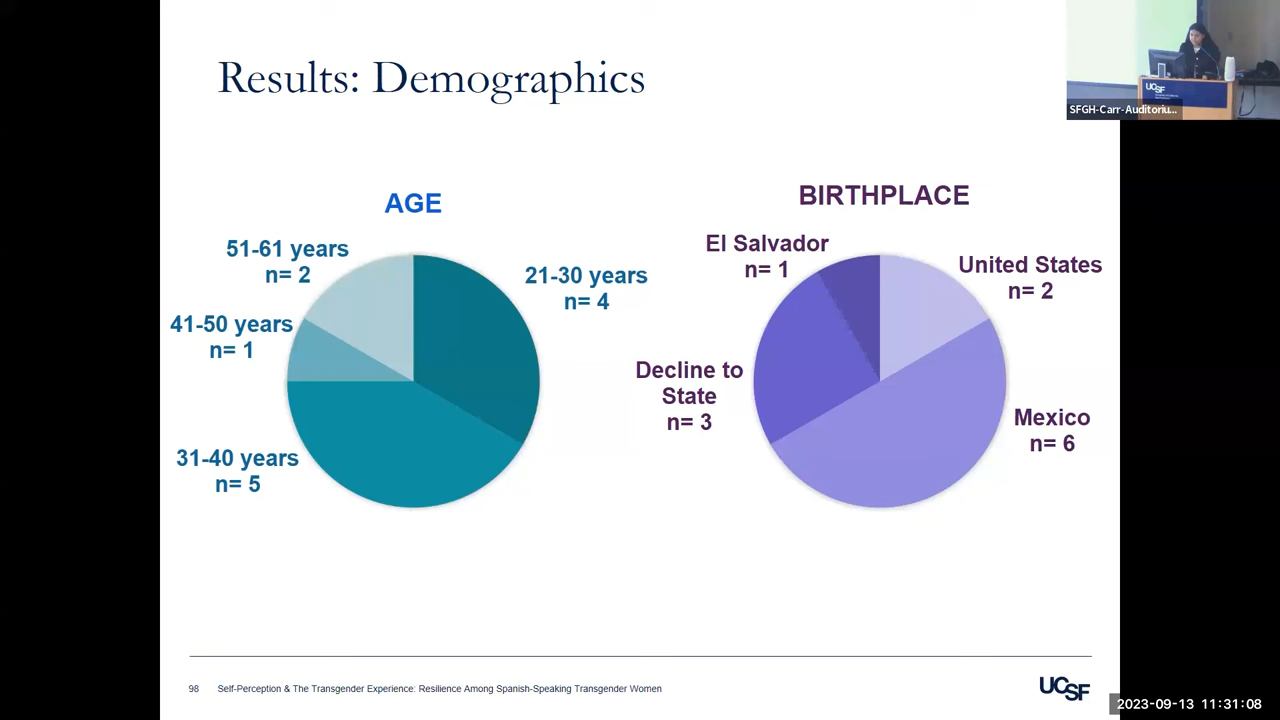 Results: Demographics
UCSF
SFGH-Carr-Auditoriu...
AGE
51-61 years
n= 2
21-30 years
n= 4
41-50 years
n= 1
31-40 years
n= 5
BIRTHPLACE
El Salvador
n= 1
United States
n= 2
Decline to
State
n= 3
Mexico
n= 6
98 Self-Perception & The Transgender Experience: Resilience Among Spanish-Speaking Transgender Women
UCSF
2023-09-13 11:31:08